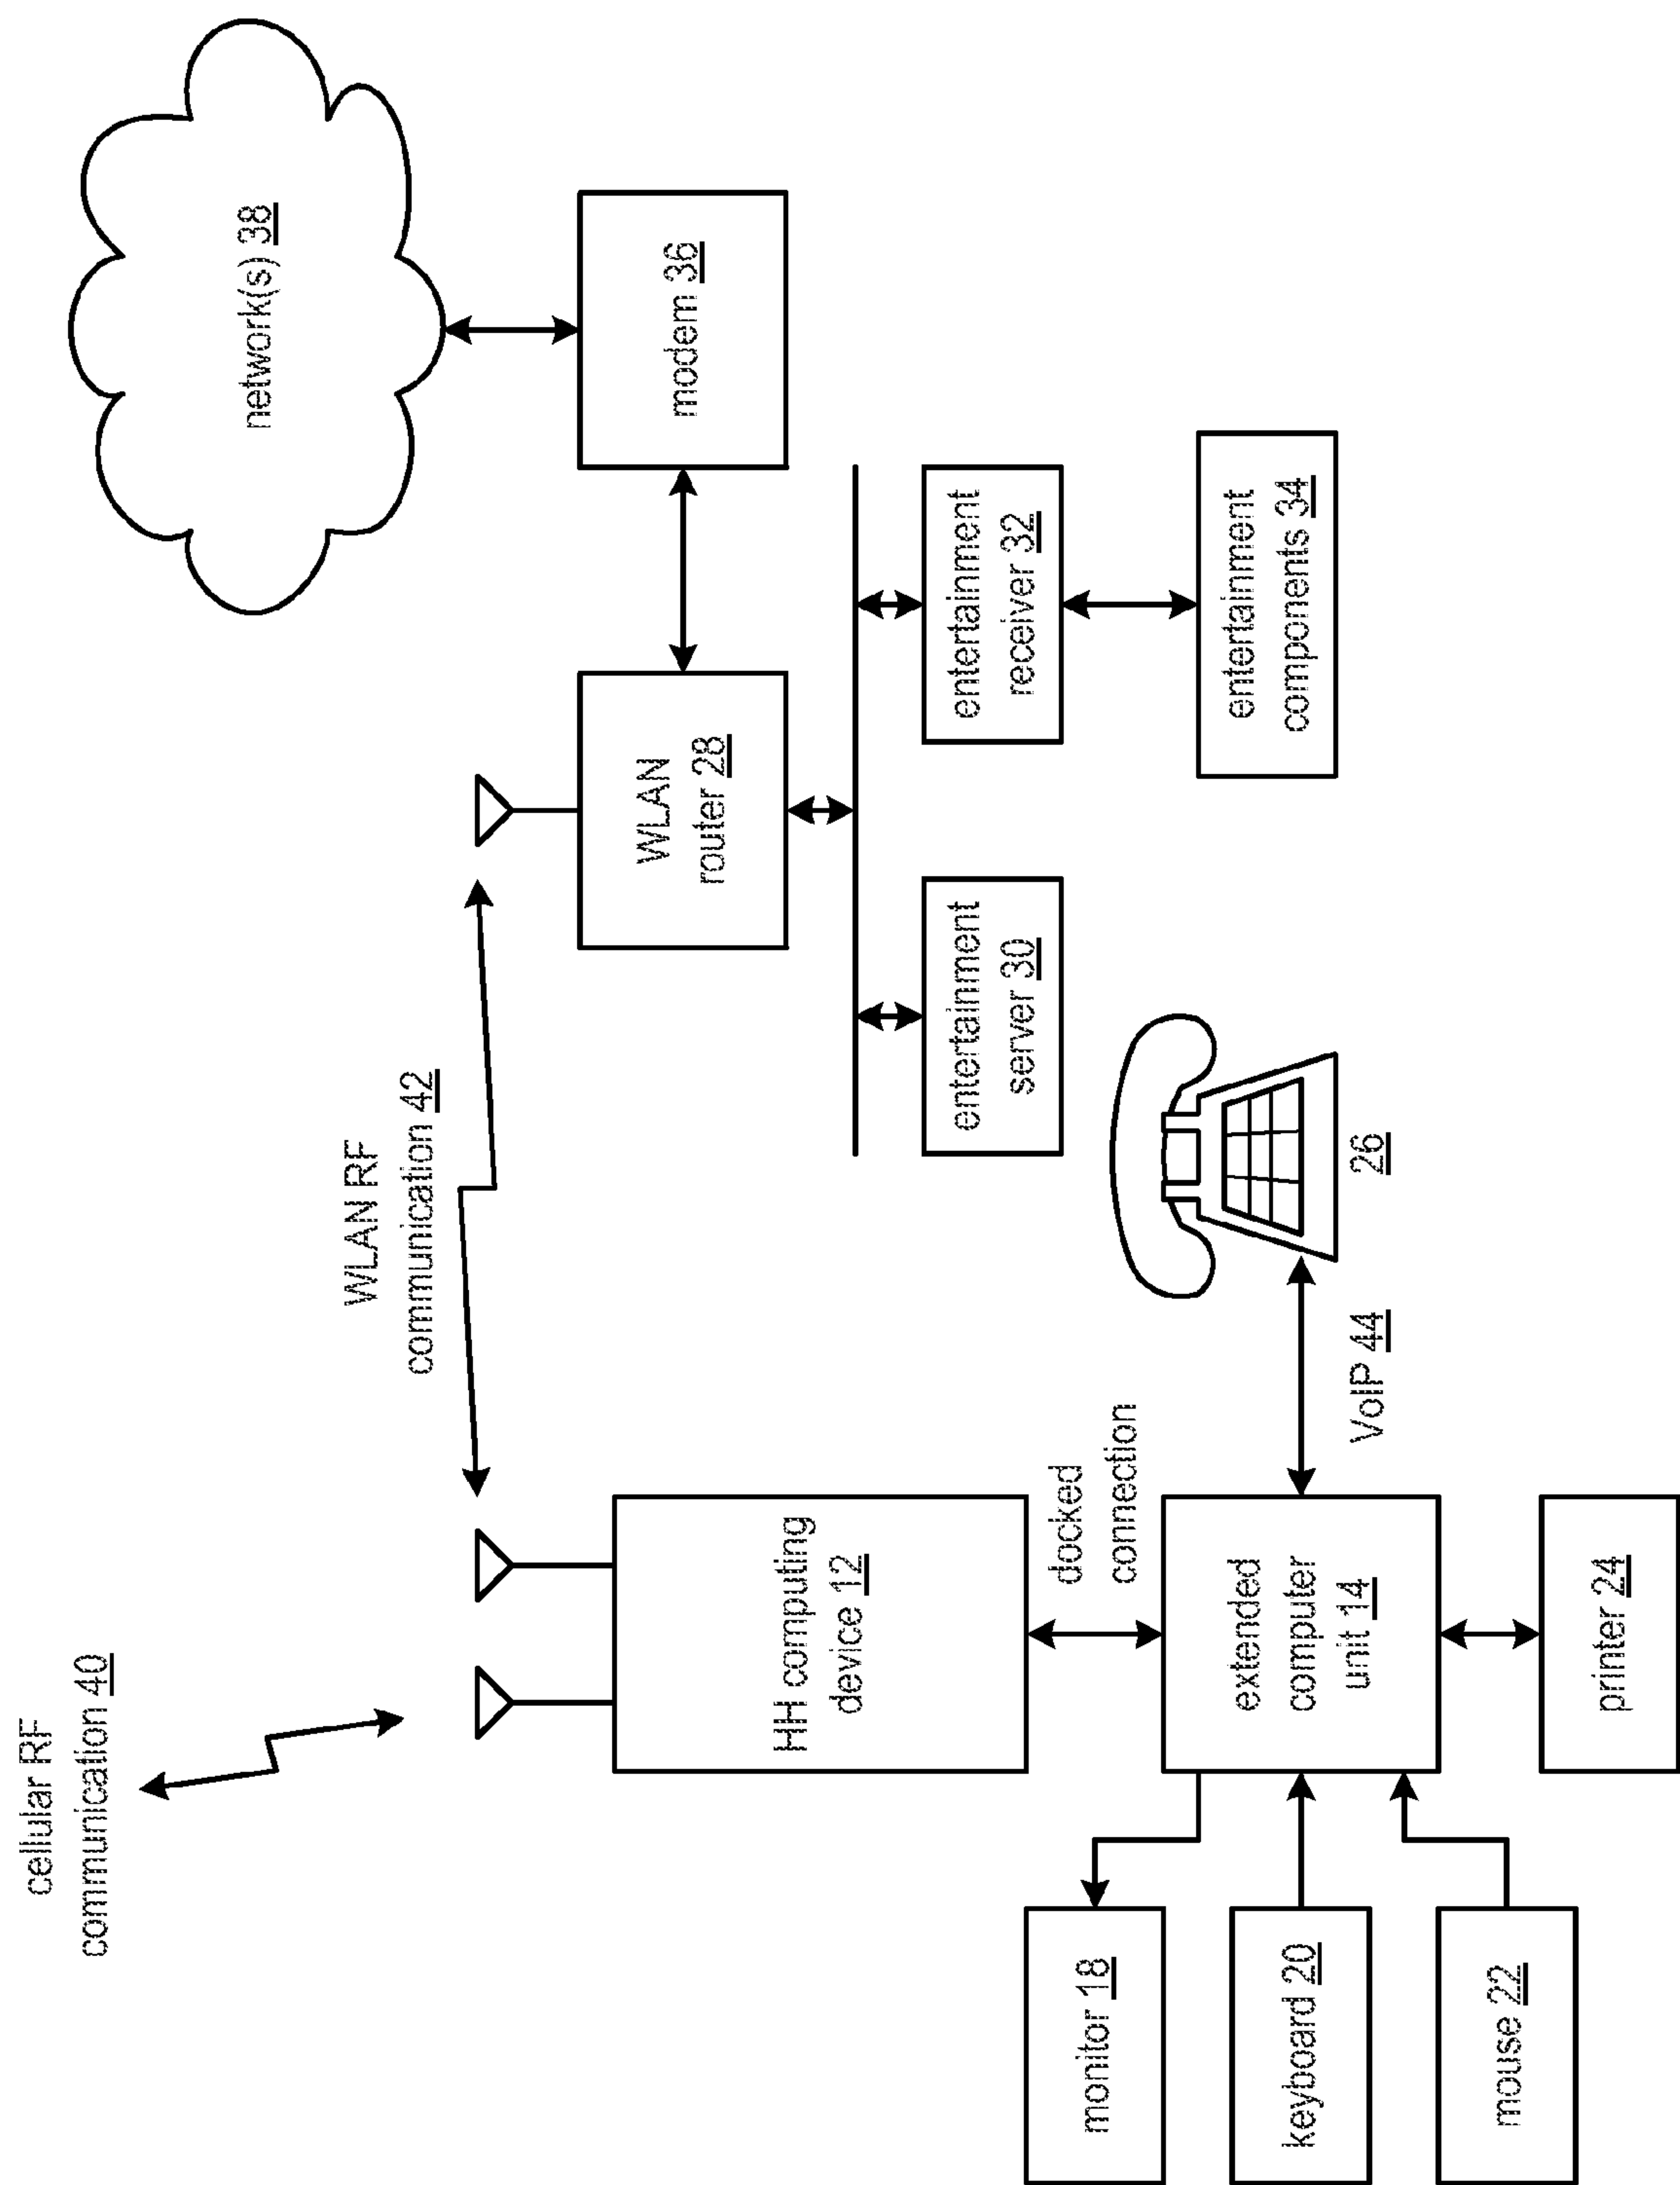 cellular RF
communication 40
WLAN RF
communication 42
network(s) 38
HH computing
device 12
WLAN
router 28
modem 36
docked
connection
entertainment
server 30
entertainment
receiver 32
monitor 18
extended
computer
unit 14
entertainment
components 34
keyboard 20
VoIP 44
26
mouse 22
printer 24